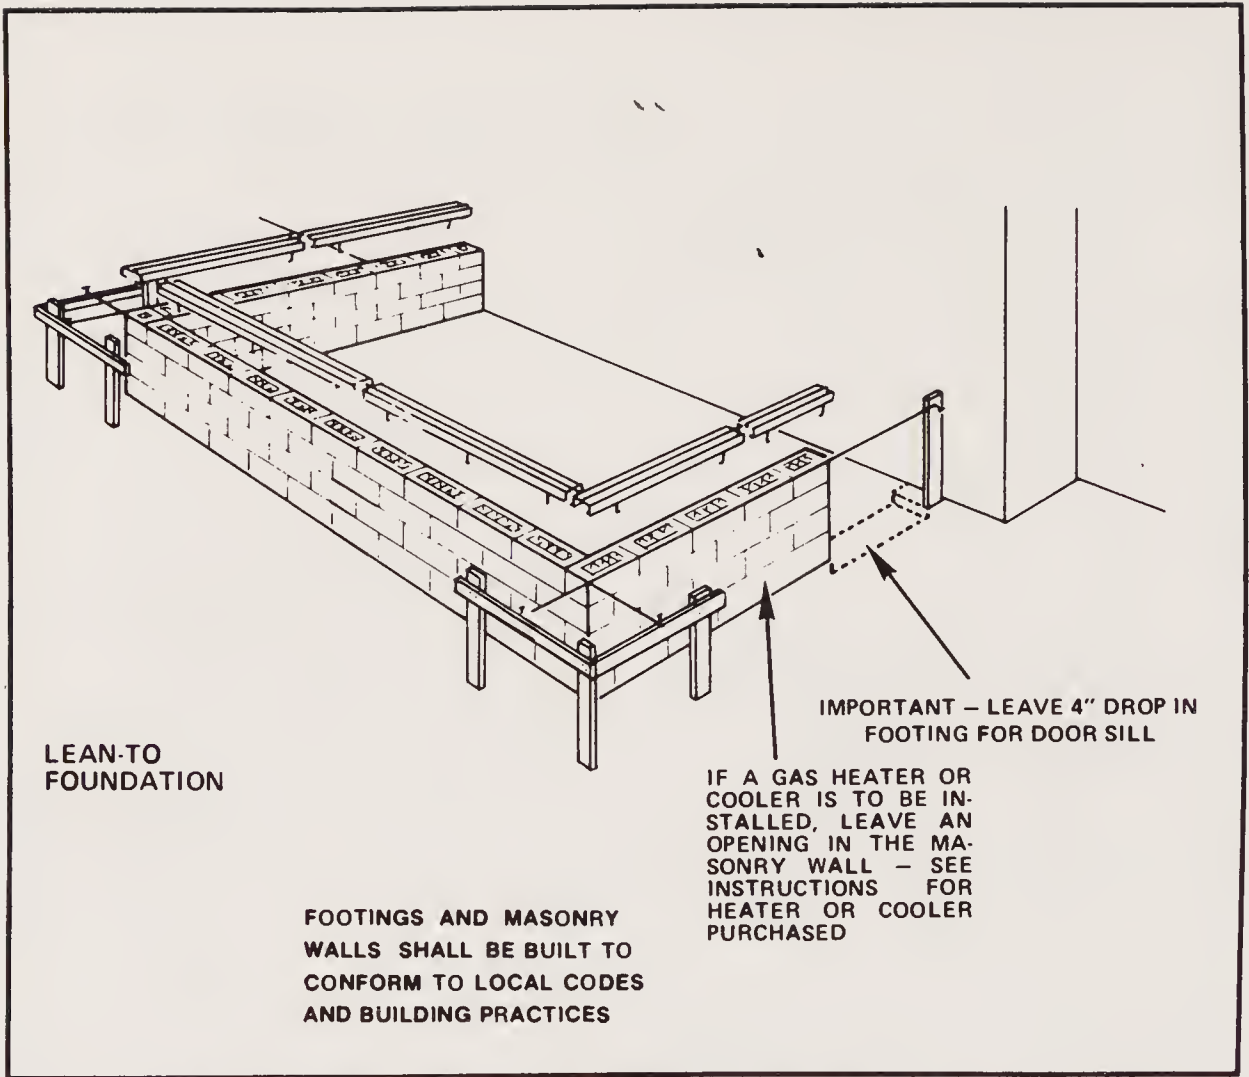 IMPORTANT – LEAVE 4" DROP IN
FOOTING FOR DOOR SILL
LEAN-TO
FOUNDATION
IF A GAS HEATER OR
COOLER IS TO BE IN-
STALLED, LEAVE AN
OPENING IN THE MA-
SONRY WALL – SEE
INSTRUCTIONS FOR
HEATER OR COOLER
PURCHASED
FOOTINGS AND MASONRY
WALLS SHALL BE BUILT TO
CONFORM TO LOCAL CODES
AND BUILDING PRACTICES